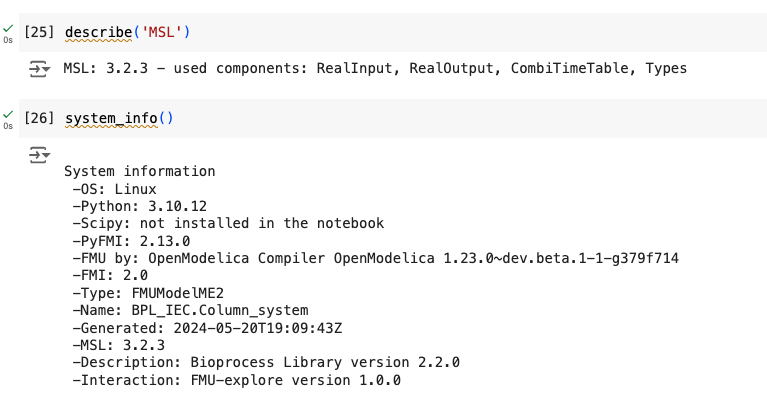 [25] describe('MSL')
0s
MSL: 3.2.3 - used components: RealInput, RealOutput, CombiTimeTable, Types
[26] system_info()
0s
System information
-OS: Linux
-Python: 3.10.12
-Scipy: not installed in the notebook
-PyFMI: 2.13.0
-FMU by: OpenModelica Compiler OpenModelica 1.23.0~dev.beta.1-1-g379f714
-FMI: 2.0
-Type: FMUModelME2
-Name: BPL_IEC.Column_system
-Generated: 2024-05-20T19:09:43Z
-MSL: 3.2.3
-Description: Bioprocess Library version 2.2.0
-Interaction: FMU-explore version 1.0.0